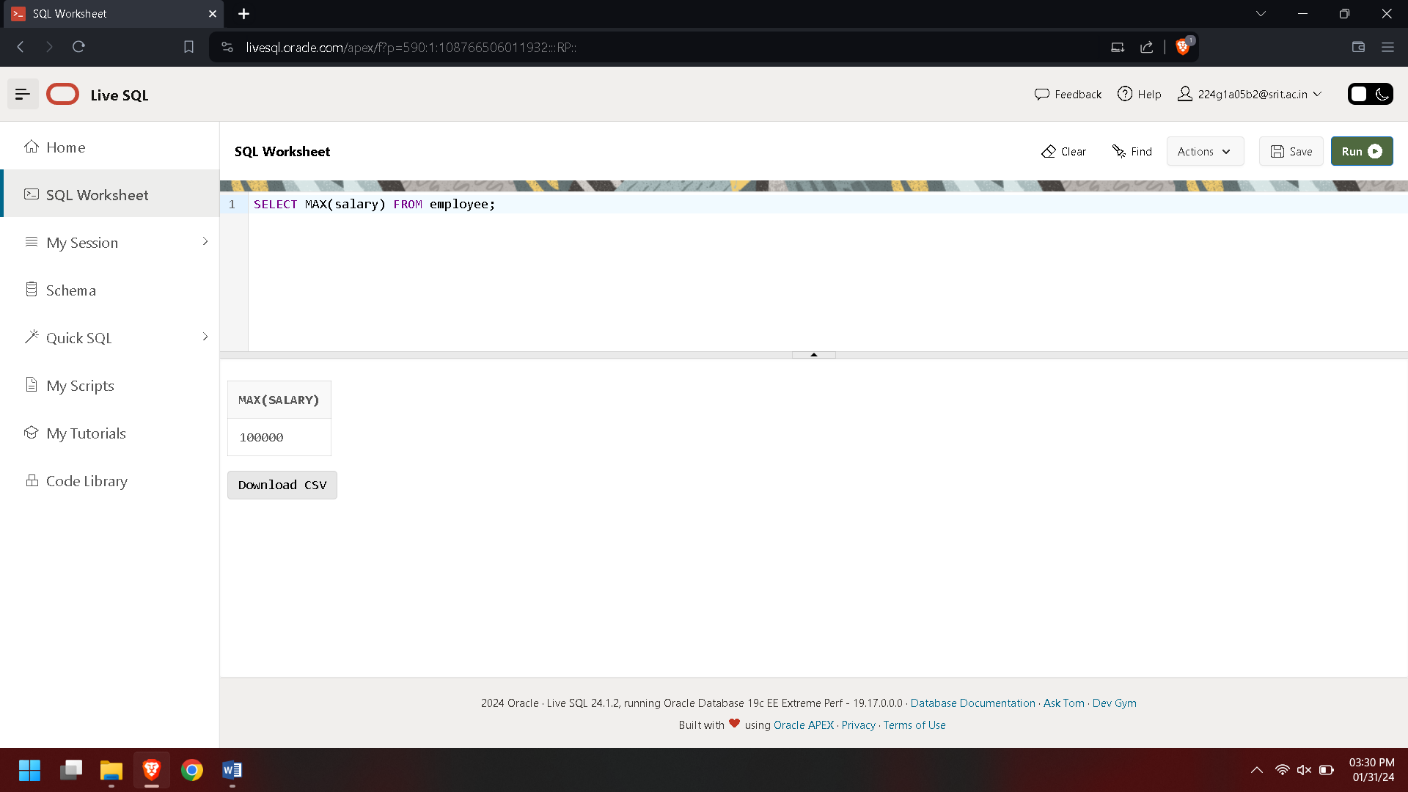 SQL Worksheet
livesql.oracle.com/apex/f?p=590:1:108766506011932:::RP::
1
Live SQL
Feedback
Help
224g1a05b2@srit.ac.in
Home
SQL Worksheet
My Session
Schema
Quick SQL
My Scripts
My Tutorials
Code Library
SQL Worksheet
Clear
Find
Actions
Save
Run
1 SELECT MAX(salary) FROM employee;
MAX(SALARY)
100000
Download CSV
2024 Oracle · Live SQL 24.1.2, running Oracle Database 19c EE Extreme Perf - 19.17.0.0.0 · Database Documentation · Ask Tom · Dev Gym
Built with ❤ using Oracle APEX · Privacy · Terms of Use
03:30 PM
01/31/24